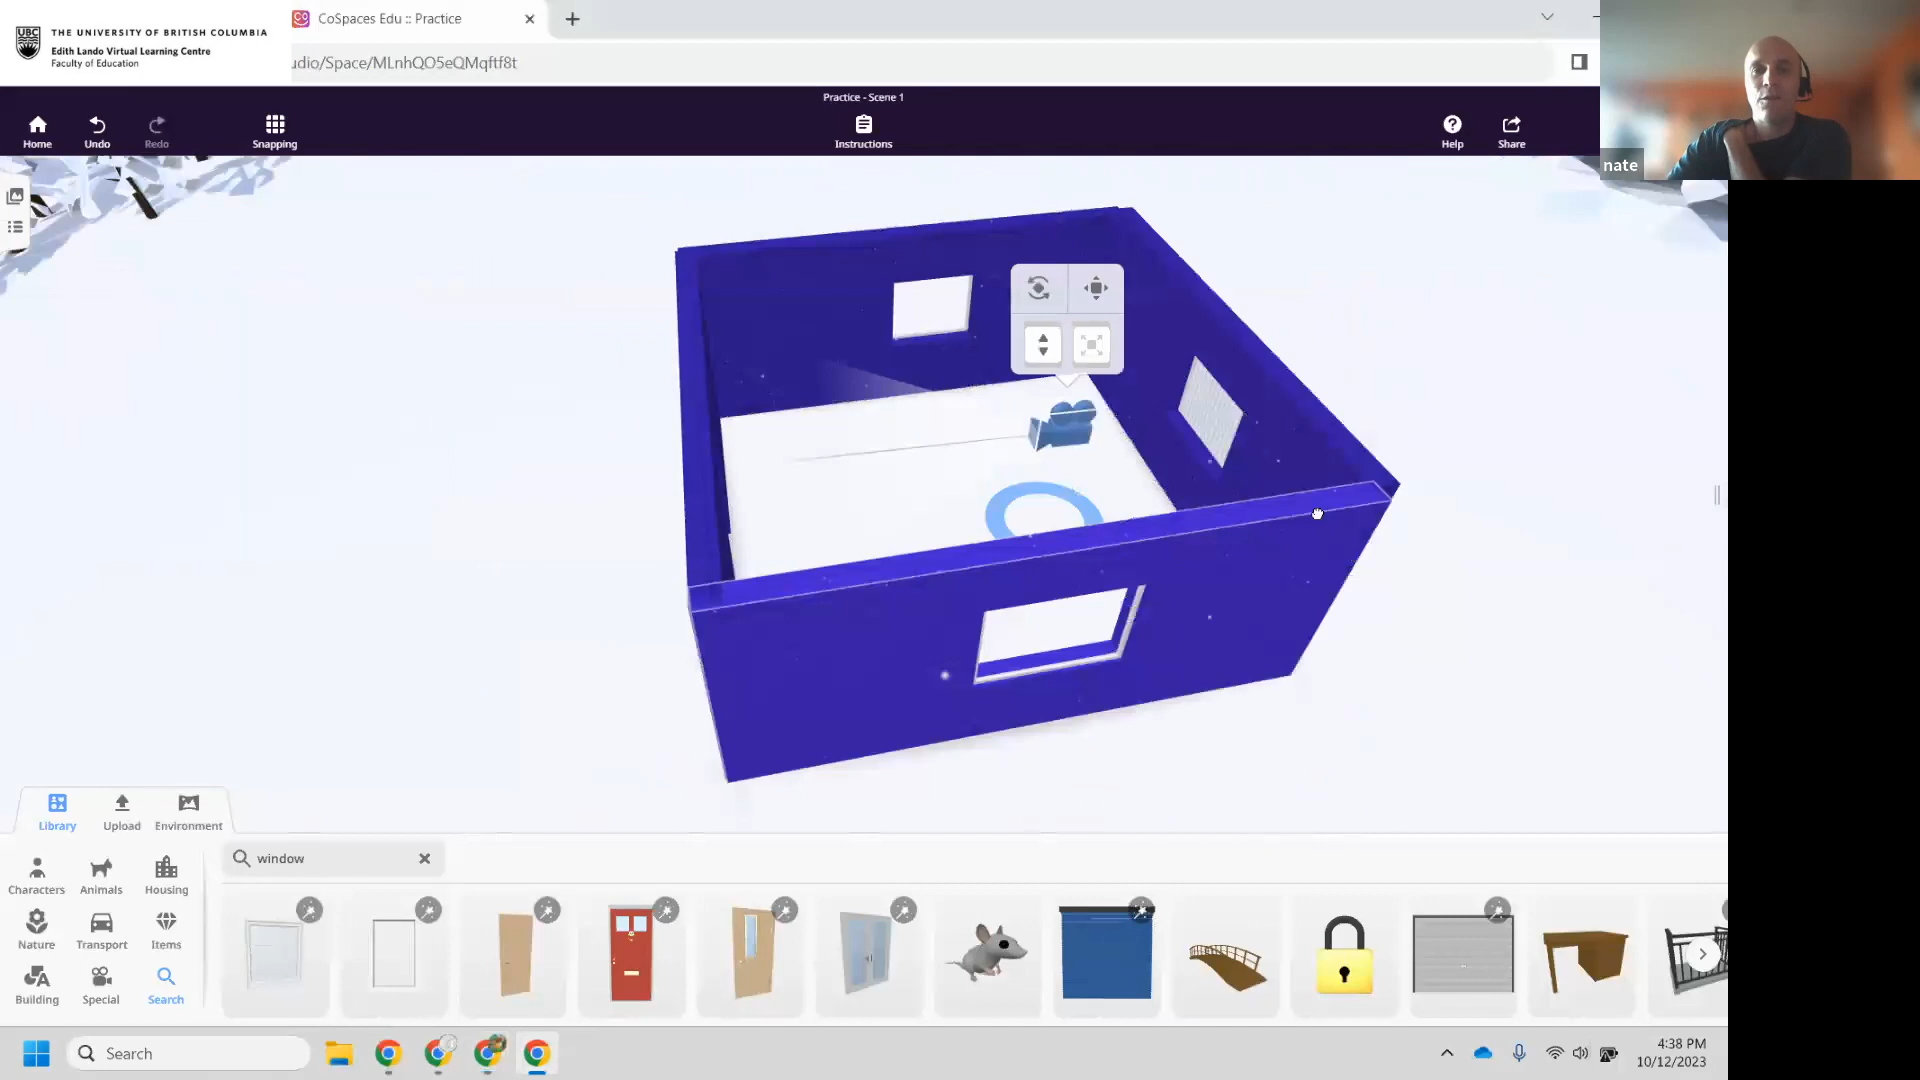 THE UNIVERSITY OF BRITISH COLUMBIA
Edith Lando Virtual Learning Centre
Faculty of Education
UBC
CoSpaces Edu :: Practice
udio/Space/MLnhQO5eQMqftf8t
nate
Practice - Scene 1
Home
Undo
Redo
Snapping
Instructions
Help
Share
Library
Upload
Environment
window
Characters
Animals
Housing
Nature
Transport
Items
Building
Special
Search
Search
4:38 PM
10/12/2023